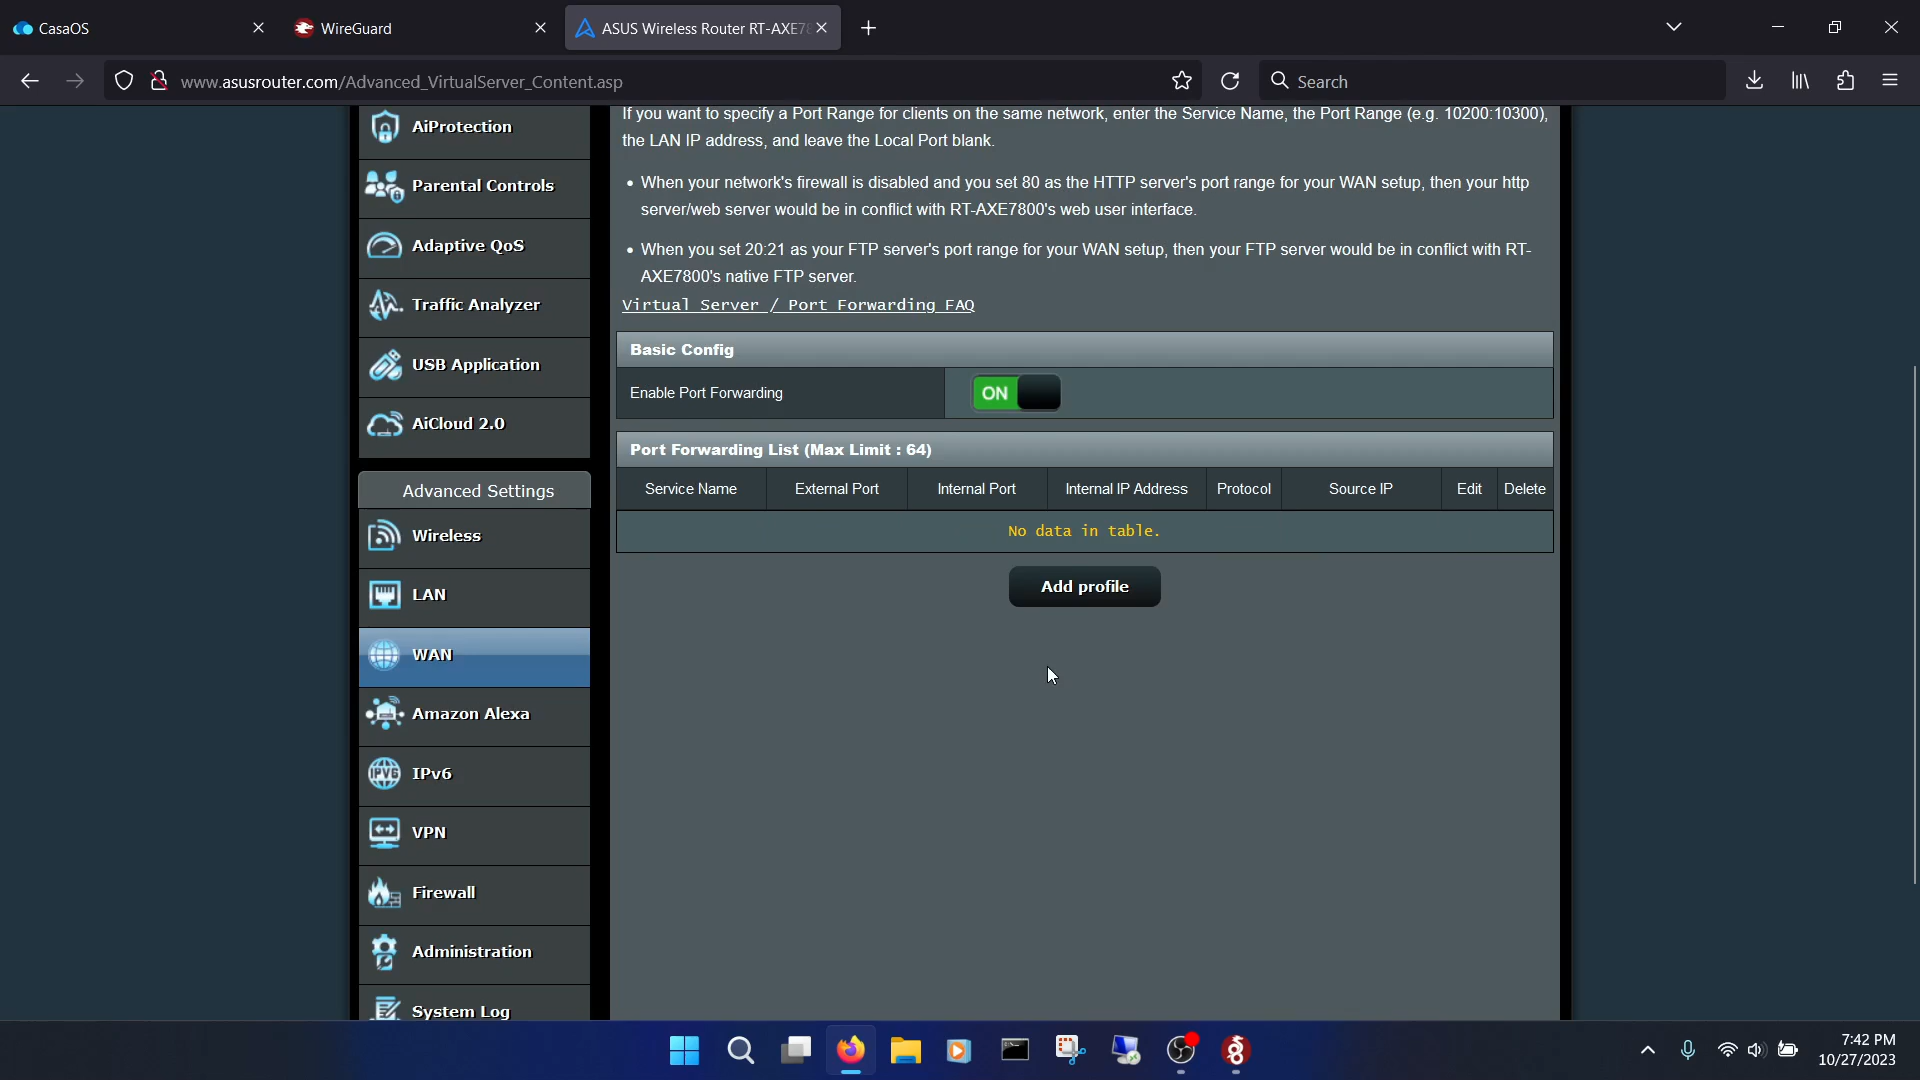 CasaOS
WireGuard
ASUS Wireless Router RT-AXE78
www.asusrouter.com/Advanced_VirtualServer_Content.asp
Search
AiProtection
Parental Controls
Adaptive QoS
Traffic Analyzer
USB Application
AiCloud 2.0
Advanced Settings
Wireless
LAN
WAN
Amazon Alexa
IPv6
VPN
Firewall
Administration
System Log
If you want to specify a Port Range for clients on the same network, enter the Service Name, the Port Range (e.g. 10200:10300),
the LAN IP address, and leave the Local Port blank.
• When your network's firewall is disabled and you set 80 as the HTTP server's port range for your WAN setup, then your http
server/web server would be in conflict with RT-AXE7800's web user interface.
• When you set 20:21 as your FTP server's port range for your WAN setup, then your FTP server would be in conflict with RT-
AXE7800's native FTP server.
Virtual Server / Port Forwarding FAQ
Basic Config
Enable Port Forwarding ON
Port Forwarding List (Max Limit : 64)
Service Name External Port Internal Port Internal IP Address Protocol Source IP Edit Delete
No data in table.
Add profile
7:42 PM
10/27/2023